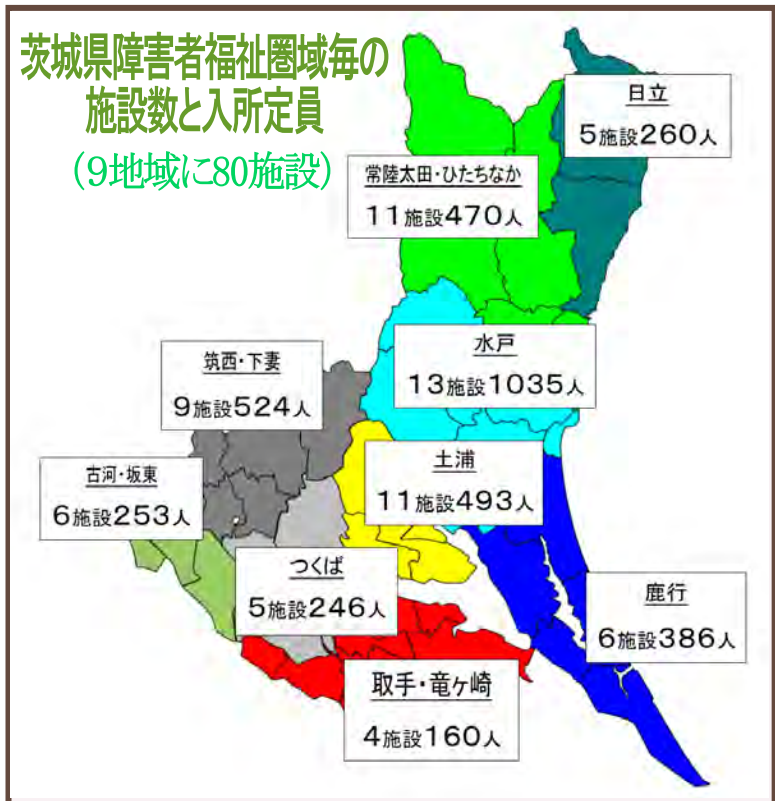 茨城県障害者福祉圏域毎の
施設数と入所定員
(9地域に80施設)
日立
5施設260人
常陸太田・ひたちなか
11施設470人
水戸
13施設1035人
筑西・下妻
9施設524人
土浦
11施設493人
古河・坂東
6施設253人
つくば
5施設246人
鹿行
6施設386人
取手・竜ヶ崎
4施設160人